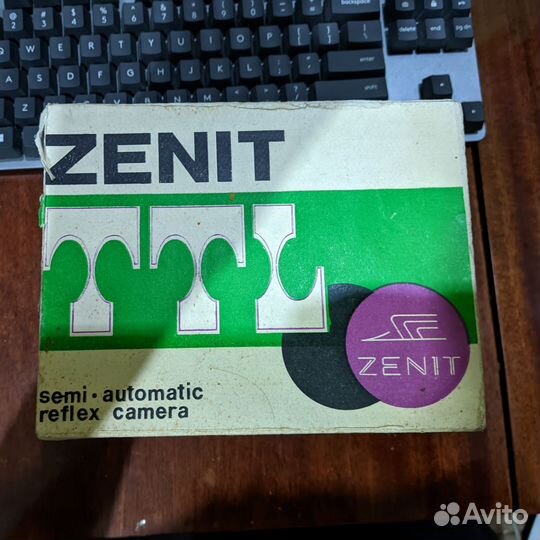 ZENIT
TTL
ZENIT
semi·automatic
reflex camera
Avito